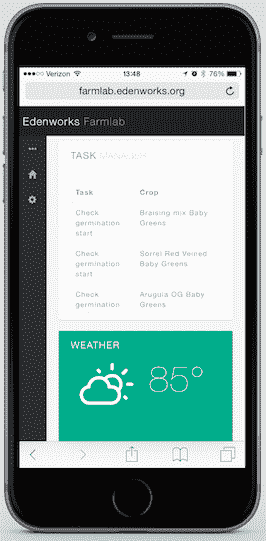 Verizon 13:48 76%
farmlab.edenworks.org
Edenworks Farmlab
TASK MANAGER
Task Crop
Check germination start Braising mix Baby Greens
Check germination start Sorrel Red Veined Baby Greens
Check germination Arugula OG Baby Greens
WEATHER
85°